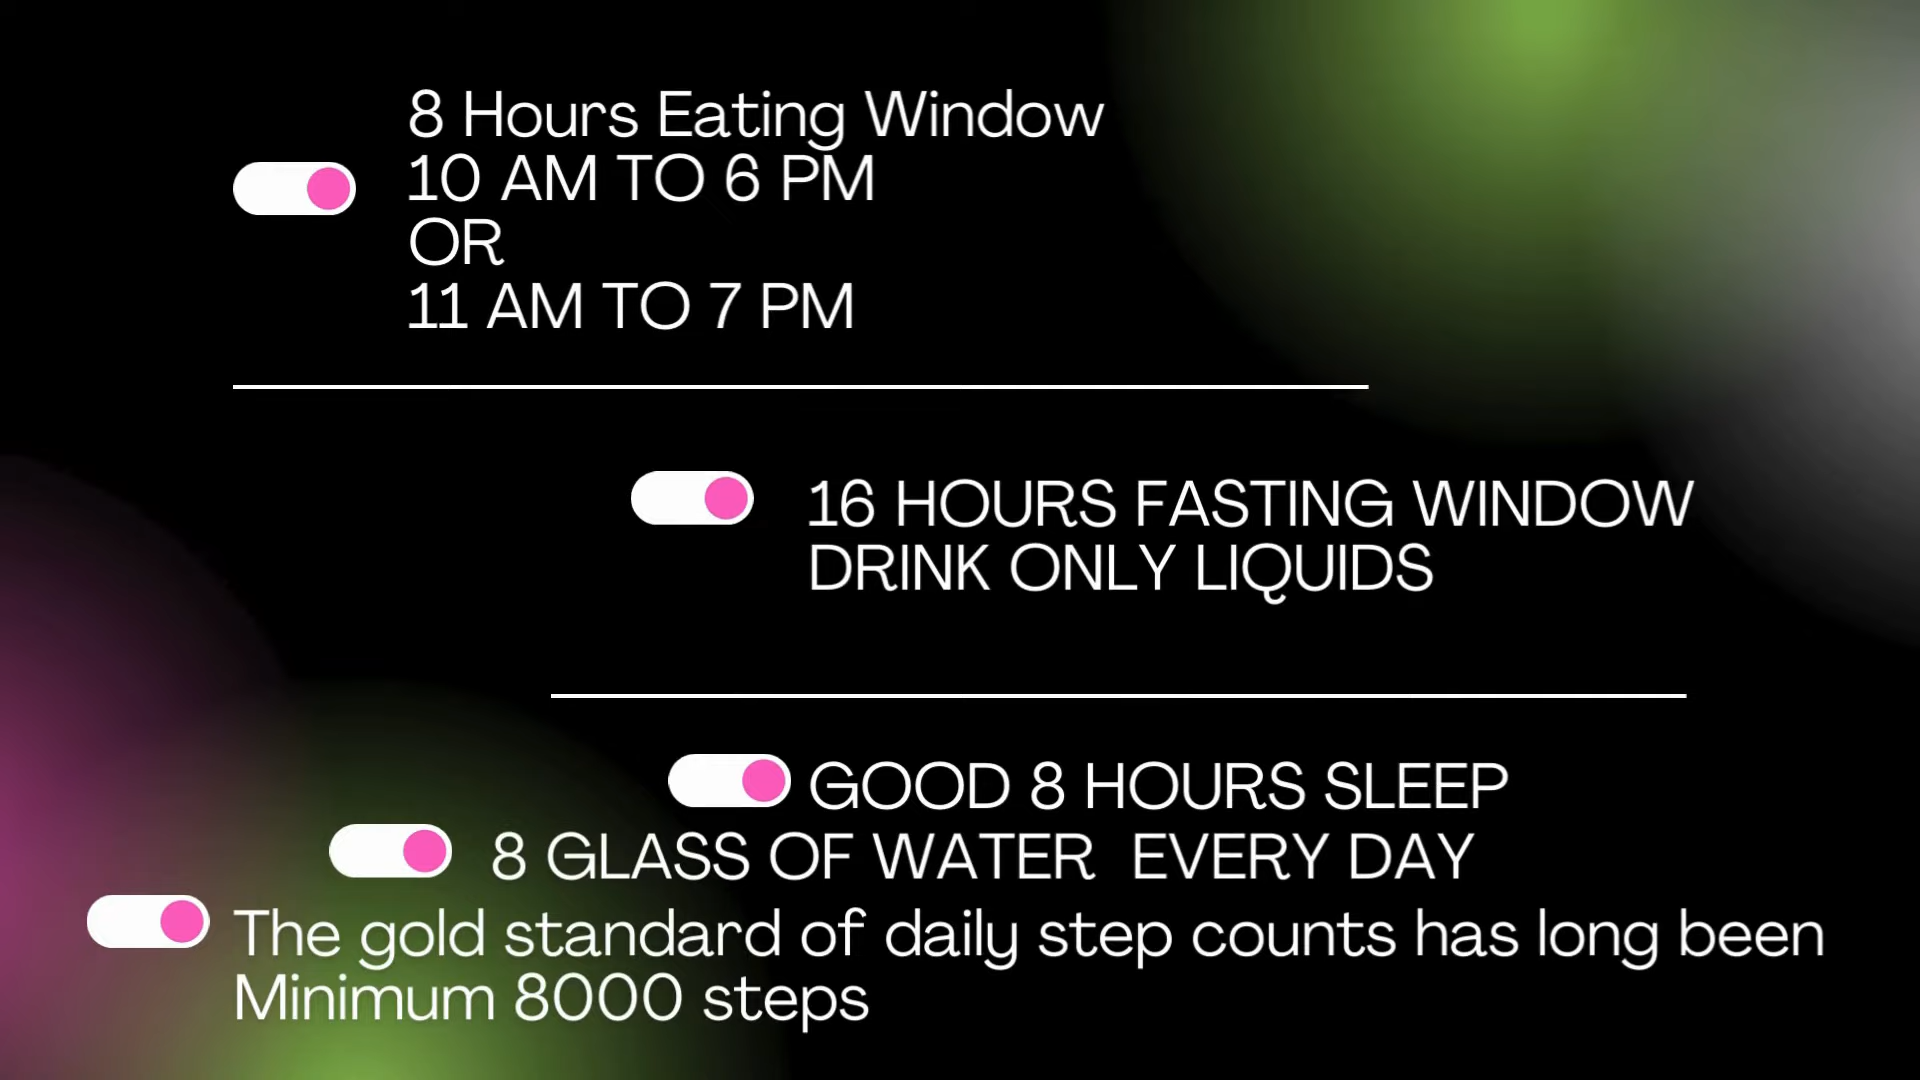 8 Hours Eating Window
10 AM TO 6 PM
OR
11 AM TO 7 PM
16 HOURS FASTING WINDOW
DRINK ONLY LIQUIDS
GOOD 8 HOURS SLEEP
8 GLASS OF WATER  EVERY DAY
The gold standard of daily step counts has long been
Minimum 8000 steps